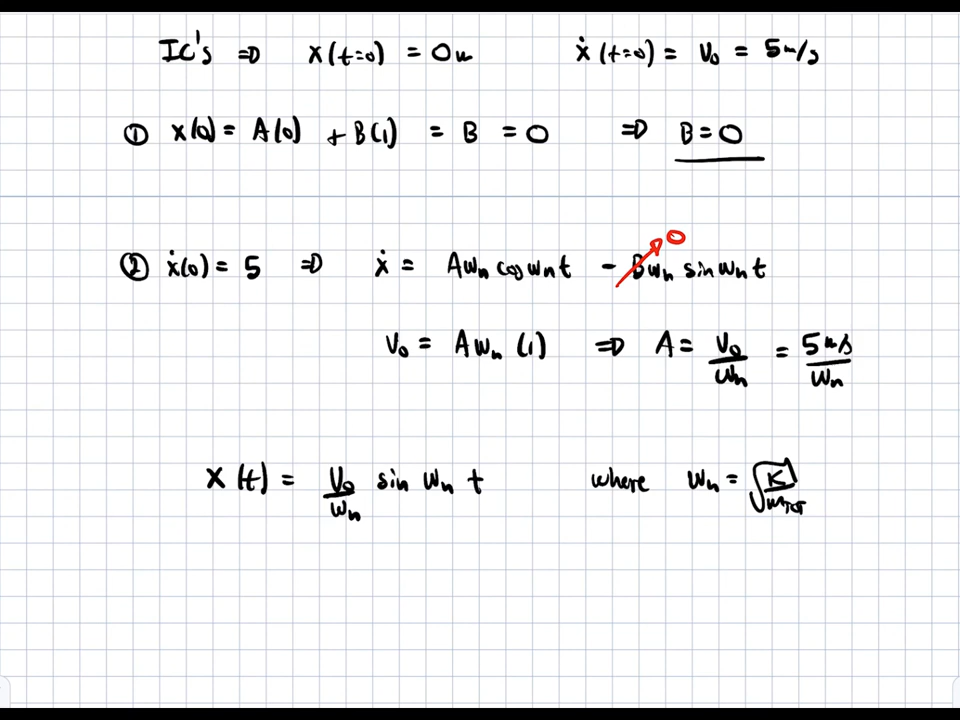 IC's ⇒ x(t=0) = 0m ẋ(t=0) = V₀ = 5m/s
① x(0) = A(0) + B(1) = B = 0 ⇒ B = 0
0
② ẋ(0) = 5 ⇒ ẋ = Aωₙ cos ωₙt - Bωₙ sin ωₙt
V₀ = Aωₙ (1) ⇒ A = V₀/ωₙ = 5m/s/ωₙ
x(t) = V₀/ωₙ sin ωₙ t where ωₙ = √(K/m_TOT)